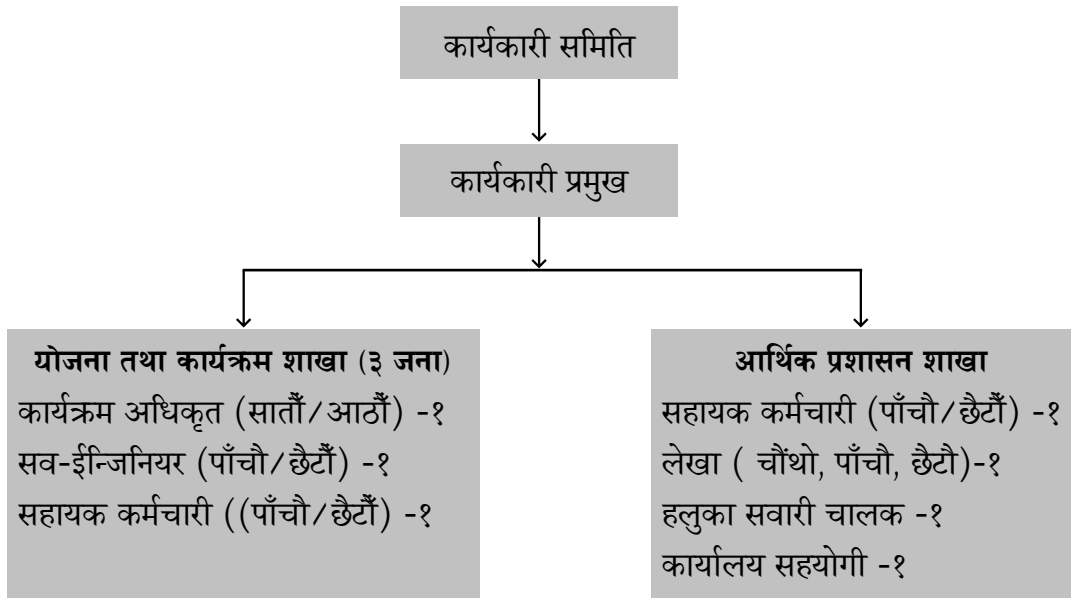 कार्यकारी समिति
कार्यकारी प्रमुख
योजना तथा कार्यक्रम शाखा (३ जना)
कार्यक्रम अधिकृत (सातौँ/आठौँ) -१
सव-ईन्जिनियर (पाँचौ/छैटौँ) -१
सहायक कर्मचारी ((पाँचौ/छैटौँ) -१
आर्थिक प्रशासन शाखा
सहायक कर्मचारी (पाँचौ/छैटौँ) -१
लेखा ( चौंथो, पाँचौ, छैटौ)-१
हलुका सवारी चालक -१
कार्यालय सहयोगी -१